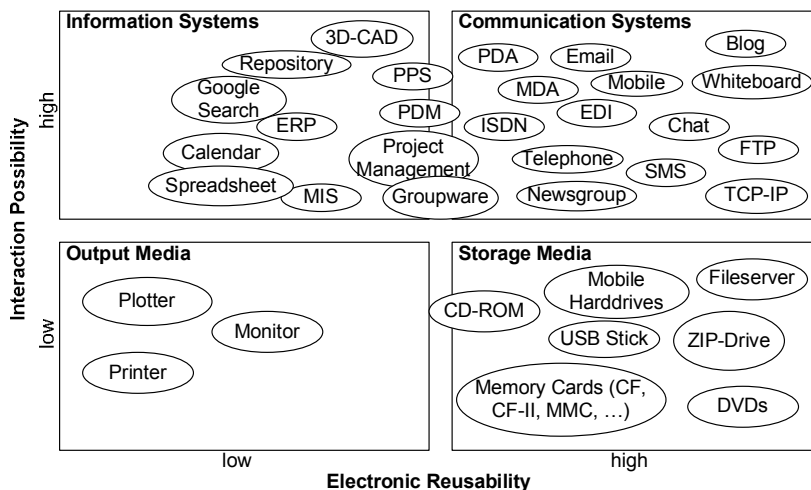 Information Systems
3D-CAD
Repository
PPS
Google
Search
ERP
PDM
Calendar
Project
Management
Spreadsheet
MIS
Groupware
Communication Systems
PDA
Email
Blog
MDA
Mobile
Whiteboard
ISDN
EDI
Chat
Telephone
FTP
SMS
Newsgroup
TCP-IP
Output Media
Plotter
Monitor
Printer
Storage Media
CD-ROM
Mobile
Harddrives
Fileserver
USB Stick
ZIP-Drive
Memory Cards (CF,
CF-II, MMC, …)
DVDs
Interaction Possibility
high
low
low
high
Electronic Reusability